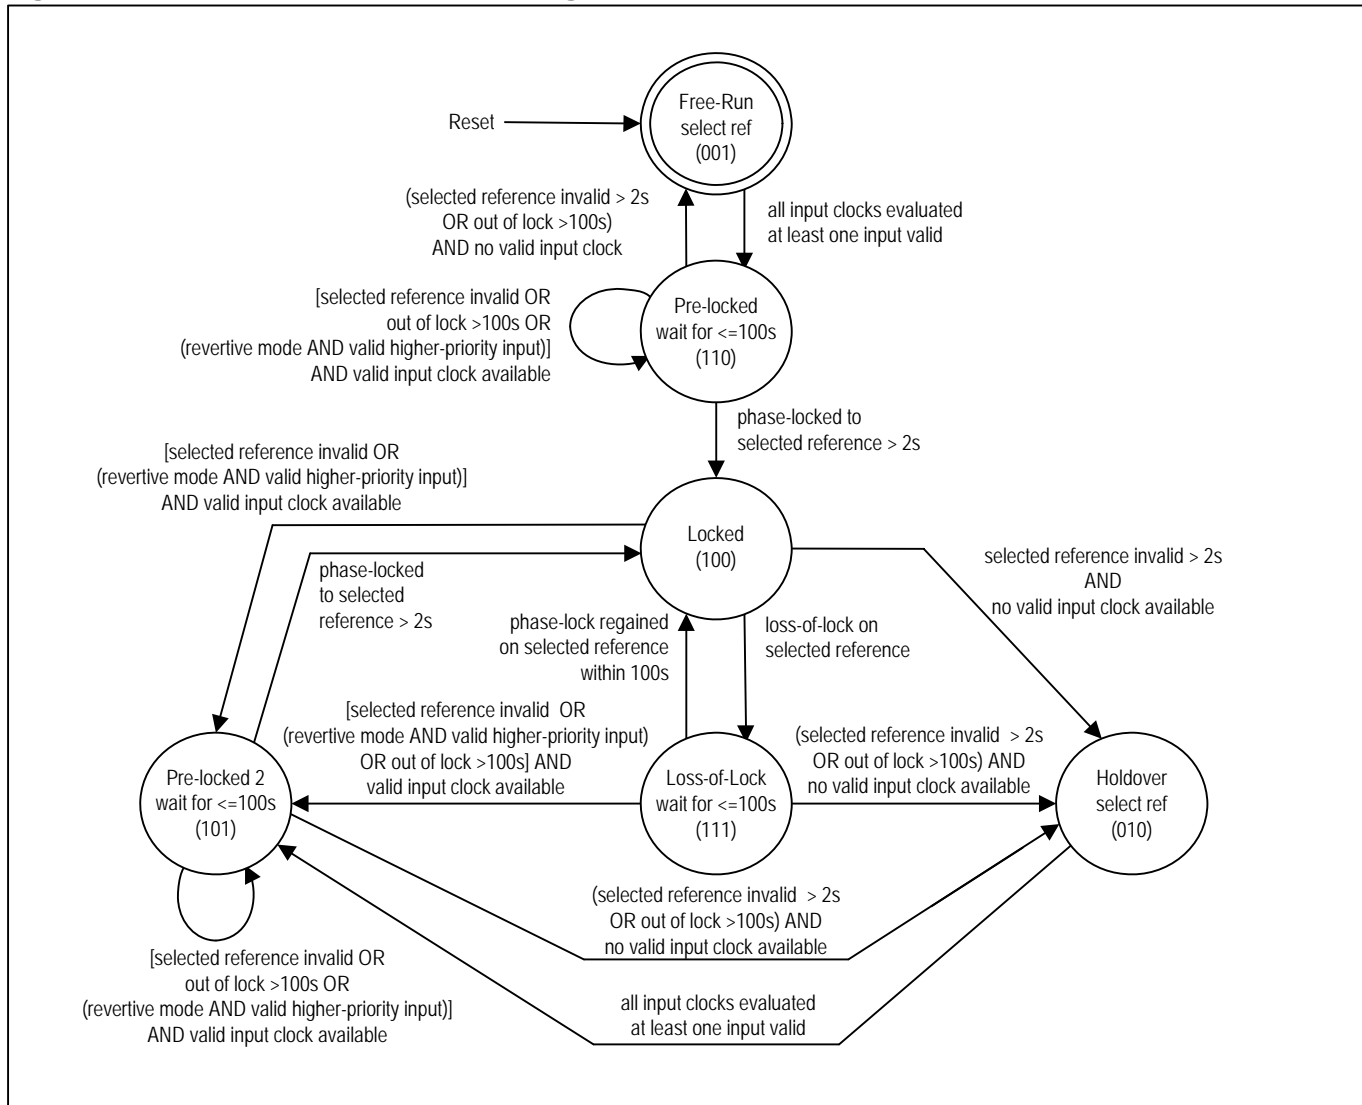 Free-Run
select ref
(001)
Reset
(selected reference invalid > 2s
OR out of lock >100s)
AND no valid input clock
all input clocks evaluated
at least one input valid
[selected reference invalid OR
out of lock >100s OR
(revertive mode AND valid higher-priority input)]
AND valid input clock available
Pre-locked
wait for <=100s
(110)
phase-locked to
selected reference > 2s
[selected reference invalid OR
(revertive mode AND valid higher-priority input)]
AND valid input clock available
Locked
(100)
selected reference invalid > 2s
AND
no valid input clock available
phase-locked
to selected
reference > 2s
phase-lock regained
on selected reference
within 100s
loss-of-lock on
selected reference
[selected reference invalid OR
(revertive mode AND valid higher-priority input)
OR out of lock >100s] AND
valid input clock available
(selected reference invalid > 2s
OR out of lock >100s) AND
no valid input clock available
Pre-locked 2
wait for <=100s
(101)
Loss-of-Lock
wait for <=100s
(111)
Holdover
select ref
(010)
(selected reference invalid > 2s
OR out of lock >100s) AND
no valid input clock available
[selected reference invalid OR
out of lock >100s OR
(revertive mode AND valid higher-priority input)]
AND valid input clock available
all input clocks evaluated
at least one input valid